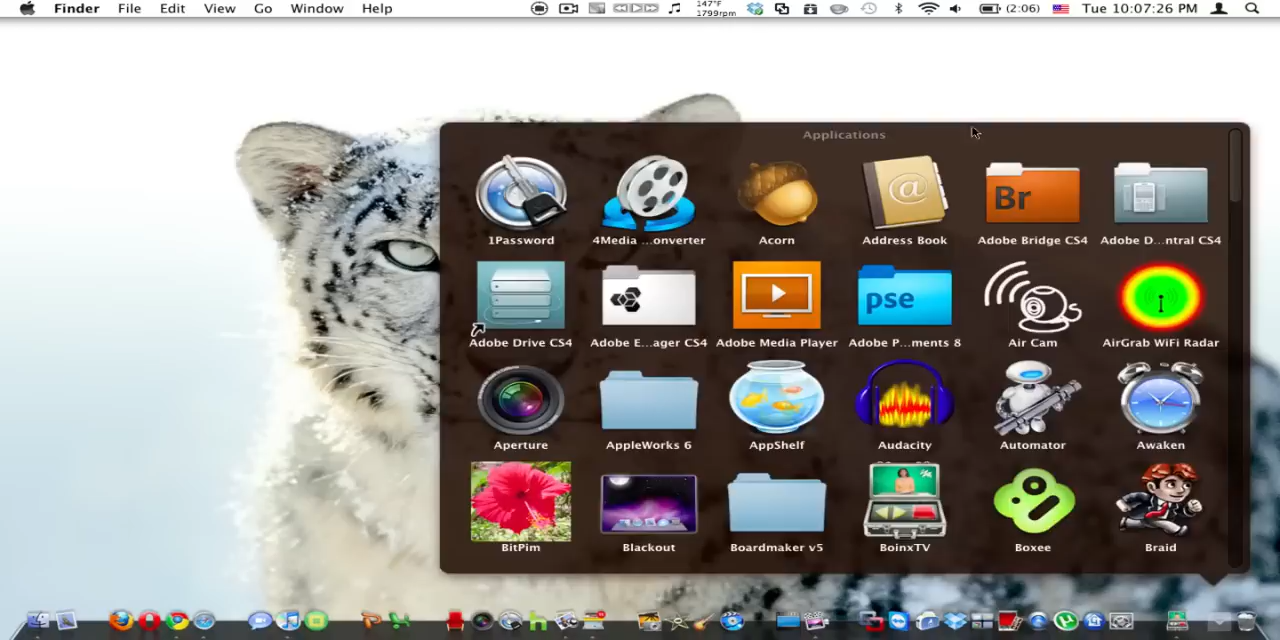 Finder File Edit View Go Window Help 147°F 1799rpm (2:06) Tue 10:07:26 PM
Applications
1Password 4Media ...onverter Acorn Address Book Adobe Bridge CS4 Adobe D...ntral CS4
Br
Adobe Drive CS4 Adobe E...ager CS4 Adobe Media Player Adobe P...ments 8 Air Cam AirGrab WiFi Radar
pse
Aperture AppleWorks 6 AppShelf Audacity Automator Awaken
BitPim Blackout Boardmaker v5 BoinxTV Boxee Braid